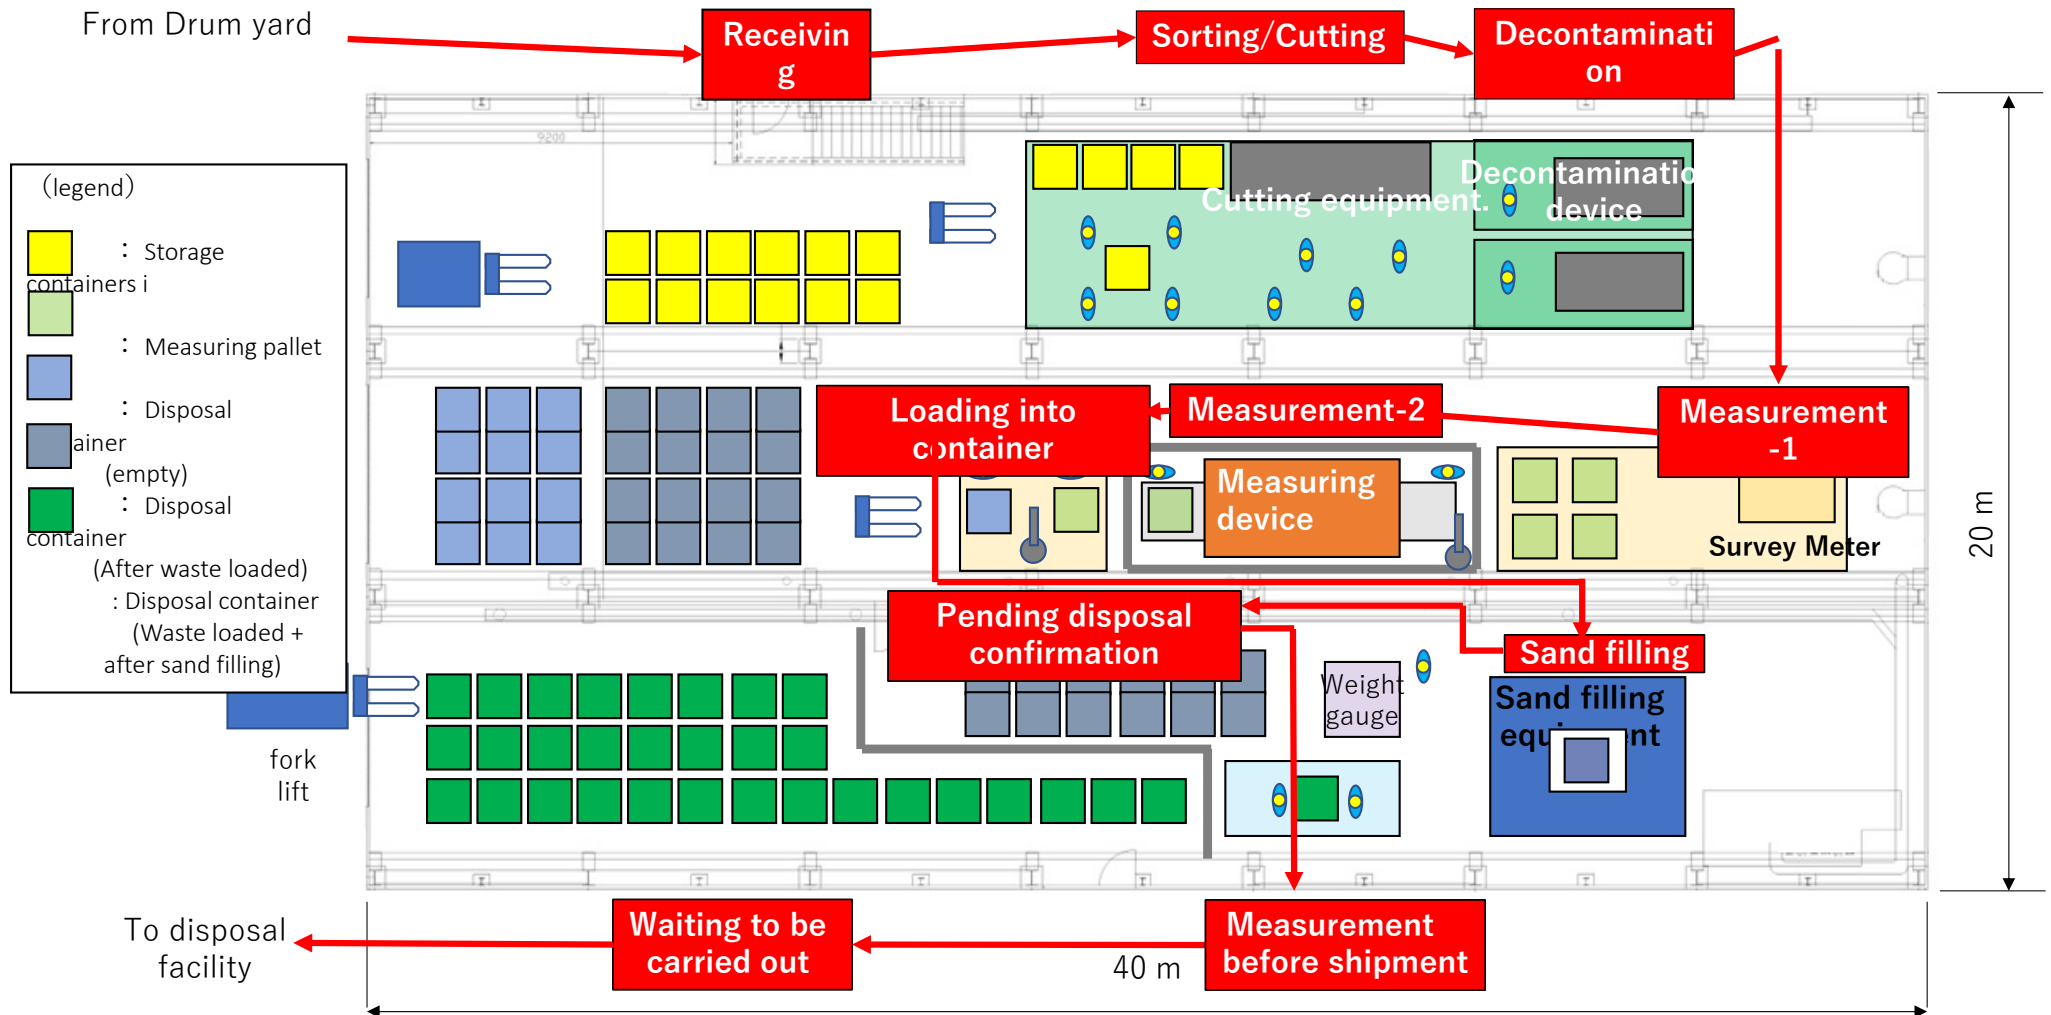 From Drum yard
Receivin
g
Sorting/Cutting
Decontaminati
on
9200
(legend)
: Storage
containers i
: Measuring pallet
: Disposal
ainer
(empty)
: Disposal
container
(After waste loaded)
: Disposal container
(Waste loaded +
after sand filling)
Cutting equipment.
Decontaminatio
device
Loading into
container
Measurement-2
Measurement
-1
Measuring
device
Survey Meter
20 m
Pending disposal
confirmation
Sand filling
Weight
gauge
Sand filling
equ ent
fork
lift
To disposal
facility
Waiting to be
carried out
40 m
Measurement
before shipment